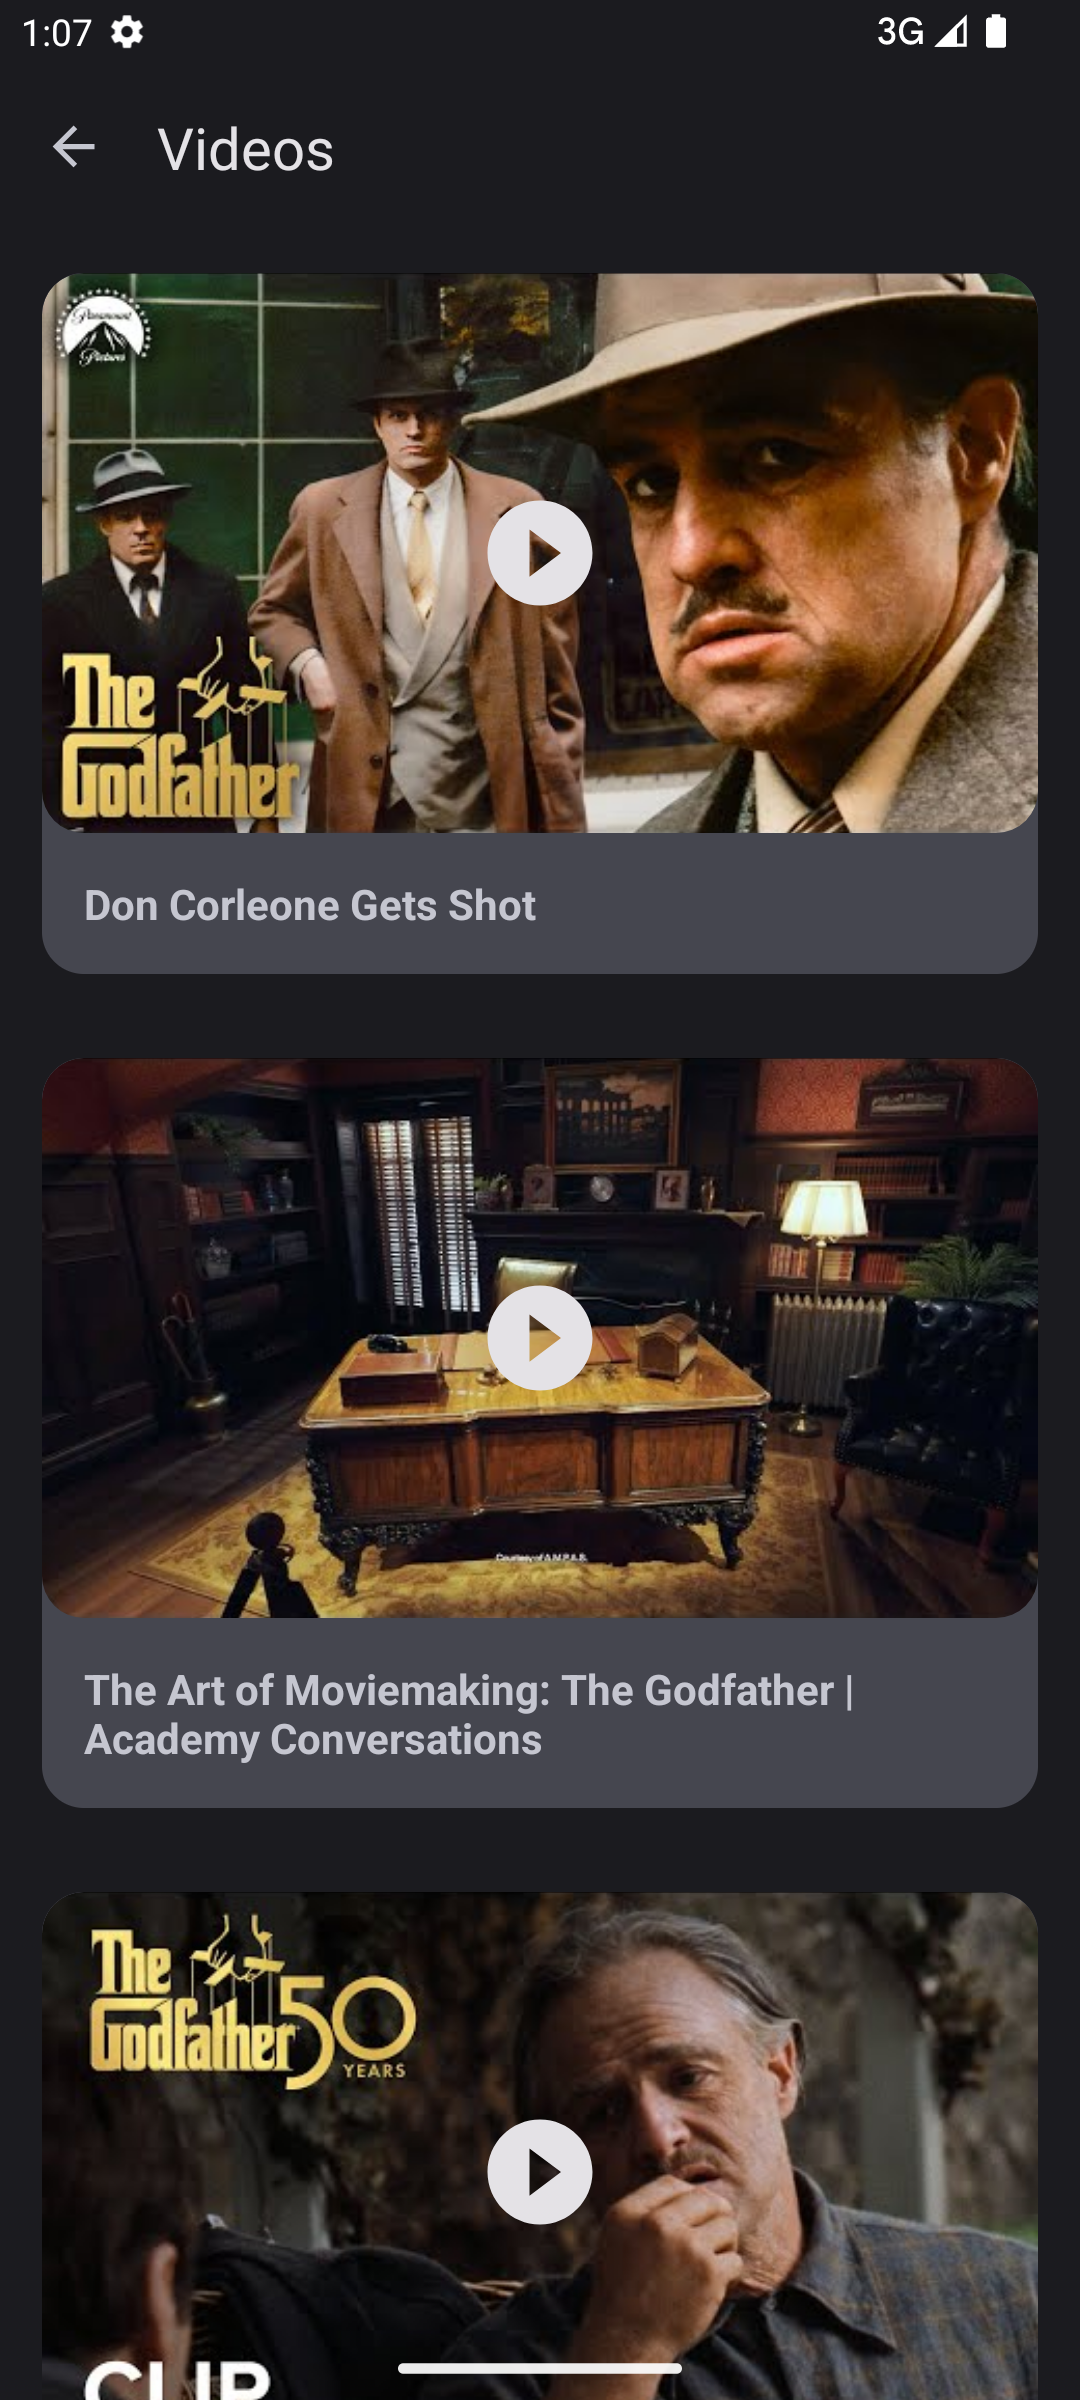 1:07
3G
Videos
Paramount
Pictures
The
Godfather
Don Corleone Gets Shot
Courtesy of A.M.P.A.S.
The Art of Moviemaking: The Godfather |
Academy Conversations
The
Godfather 50
YEARS
CLIP